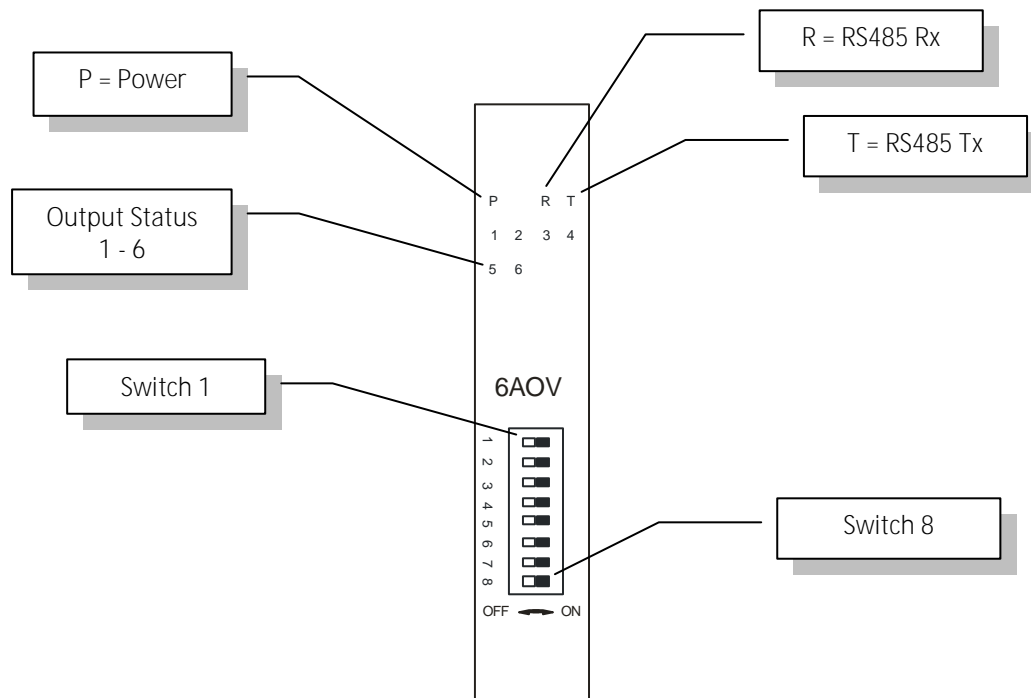 R = RS485 Rx
P = Power
T = RS485 Tx
P R T
Output Status
1 - 6
1 2 3 4
5 6
Switch 1
6AOV
1
2
3
4
5
6
7
8
Switch 8
OFF ON